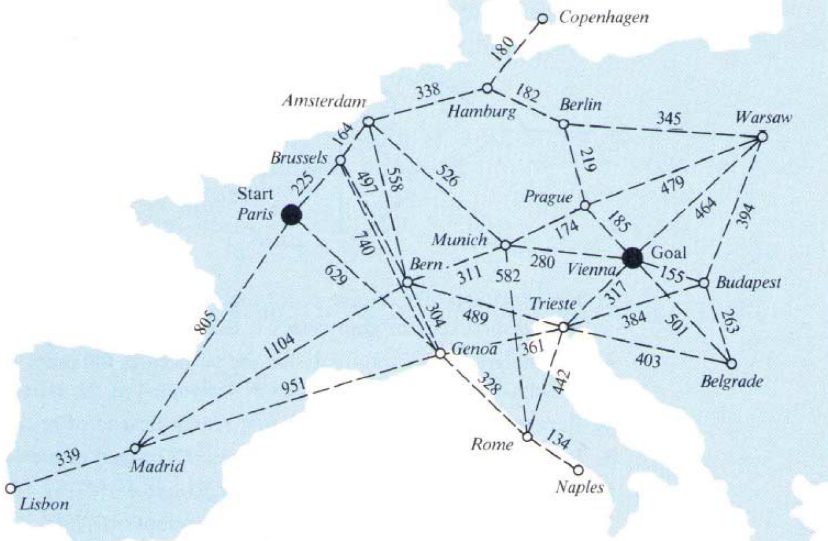 Copenhagen
180
338
Hamburg
182
Berlin
Amsterdam
345
Warsaw
164
Brussels
497
558
526
219
225
Start
Paris
Prague
479
464
394
740
174
185
Munich
Goal
629
Bern
311
582
280
Vienna
155
Budapest
317
Trieste
805
304
489
384
501
263
1104
Genoa
361
403
Belgrade
951
328
442
Rome
134
339
Madrid
Naples
Lisbon